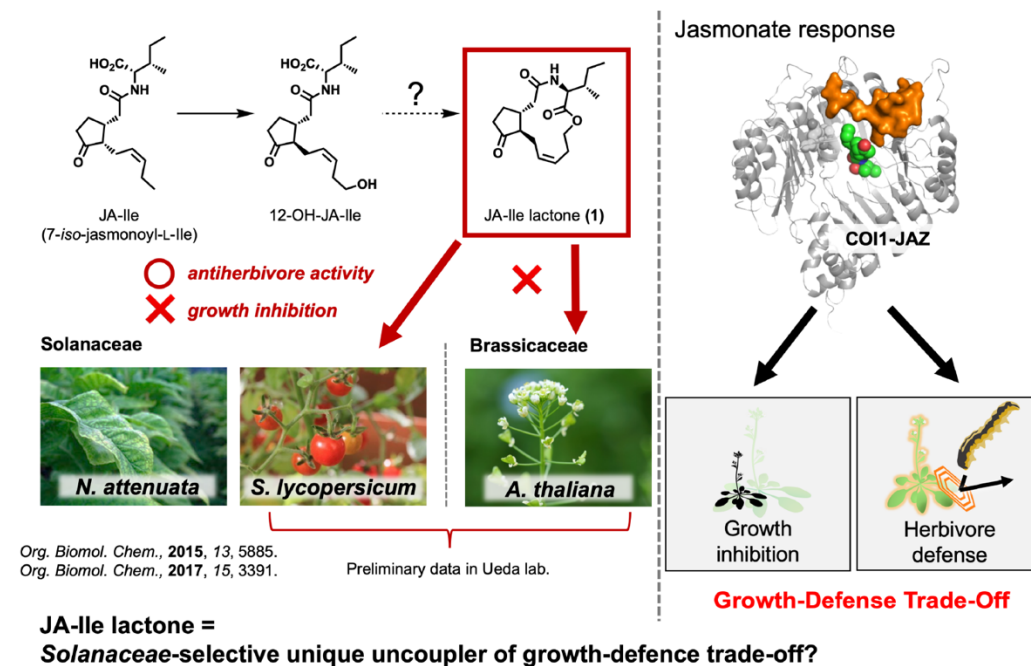 HO₂C
NH
O
O
JA-Ile
(7-iso-jasmonoyl-L-Ile)
HO₂C
NH
O
O
OH
12-OH-JA-Ile
?
O
H
N
O
O
O
JA-Ile lactone (1)
antiherbivore activity
growth inhibition
Solanaceae
Brassicaceae
N. attenuata
S. lycopersicum
A. thaliana
Org. Biomol. Chem., 2015, 13, 5885.
Org. Biomol. Chem., 2017, 15, 3391.
Preliminary data in Ueda lab.
JA-Ile lactone =
Solanaceae-selective unique uncoupler of growth-defence trade-off?
Jasmonate response
COI1-JAZ
Growth
inhibition
Herbivore
defense
Growth-Defense Trade-Off